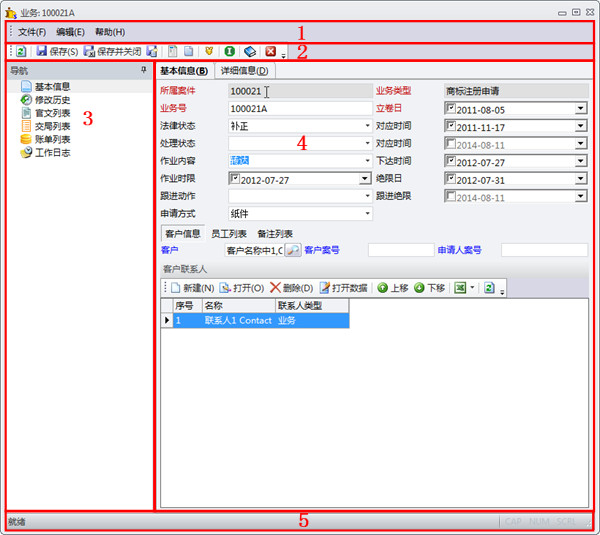 业务: 100021A
文件(F) 编辑(E) 帮助(H) 1
保存(S) 保存并关闭 2
导航
基本信息
修改历史
官文列表
交局列表
账单列表
工作日志
3
基本信息(B) 详细信息(D)
所属案件 100021 业务类型 商标注册申请
业务号 100021A 立卷日 2011-08-05
法律状态 补正 对应时间 2011-11-17
处理状态 4 对应时间 2014-08-11
作业内容 转达 下达时间 2012-07-27
作业时限 2012-07-27 绝限日 2012-07-31
跟进动作 跟进绝限 2014-08-11
申请方式 纸件
客户信息 员工列表 备注列表
客户 客户名称中1,C 客户案号 申请人案号
客户联系人
新建(N) 打开(O) 删除(D) 打开数据 上移 下移
序号 名称 联系人类型
1 联系人1 Contact 业务
就绪 5 CAP NUM SCRL